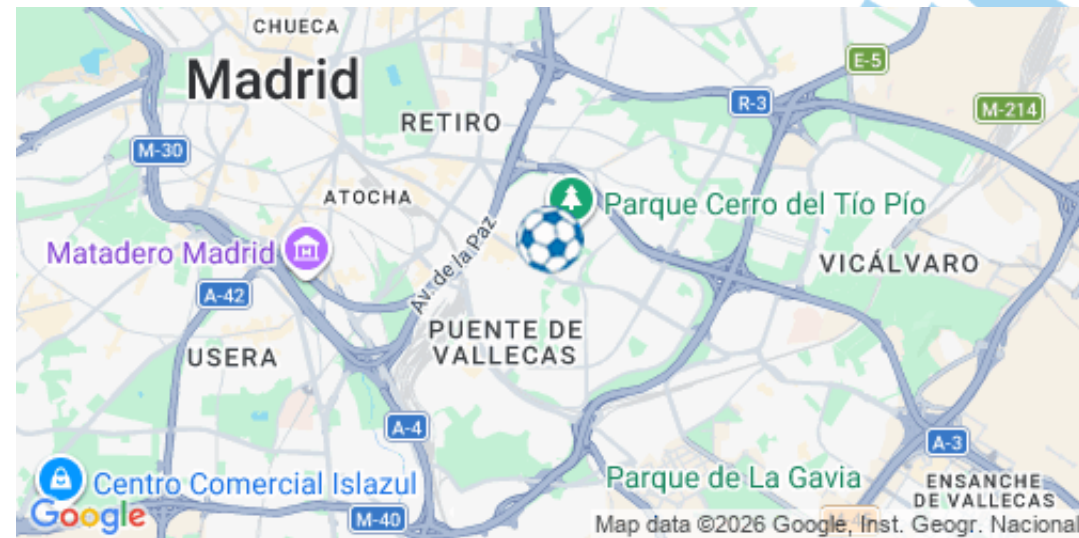 CHUECA
Madrid
E-5
R-3
M-214
RETIRO
M-30
ATOCHA
Parque Cerro del Tío Pío
Av. de la Paz
Matadero Madrid
VICÁLVARO
A-42
PUENTE DE
VALLECAS
USERA
A-4
A-3
Parque de La Gavia
Centro Comercial Islazul
ENSANCHE
DE VALLECAS
Google
M-40
Map data ©2026 Google, Inst. Geogr. Nacional